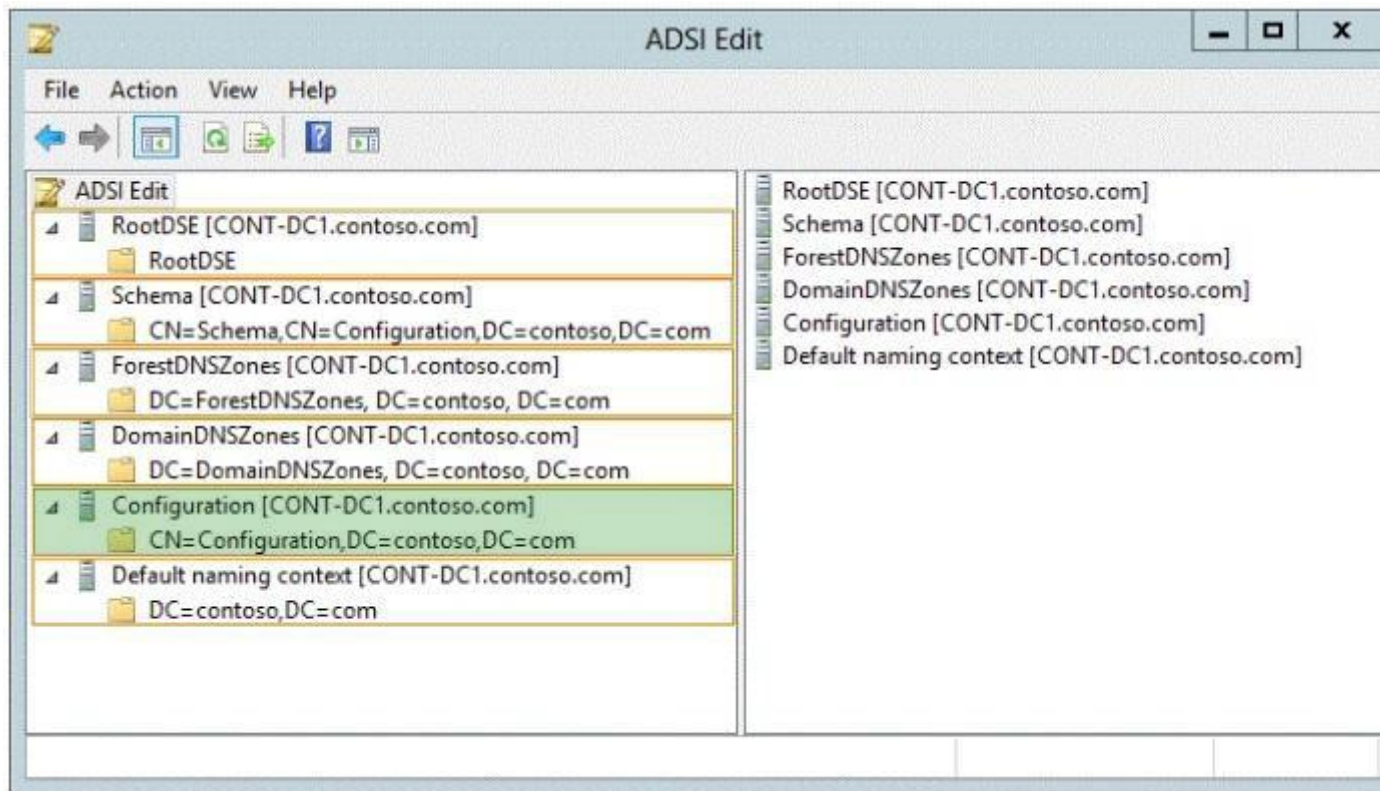 ADSI Edit
File Action View Help
ADSI Edit
RootDSE [CONT-DC1.contoso.com]
RootDSE
Schema [CONT-DC1.contoso.com]
CN=Schema,CN=Configuration,DC=contoso,DC=com
ForestDNSZones [CONT-DC1.contoso.com]
DC=ForestDNSZones, DC=contoso, DC=com
DomainDNSZones [CONT-DC1.contoso.com]
DC=DomainDNSZones, DC=contoso, DC=com
Configuration [CONT-DC1.contoso.com]
CN=Configuration,DC=contoso,DC=com
Default naming context [CONT-DC1.contoso.com]
DC=contoso,DC=com
RootDSE [CONT-DC1.contoso.com]
Schema [CONT-DC1.contoso.com]
ForestDNSZones [CONT-DC1.contoso.com]
DomainDNSZones [CONT-DC1.contoso.com]
Configuration [CONT-DC1.contoso.com]
Default naming context [CONT-DC1.contoso.com]